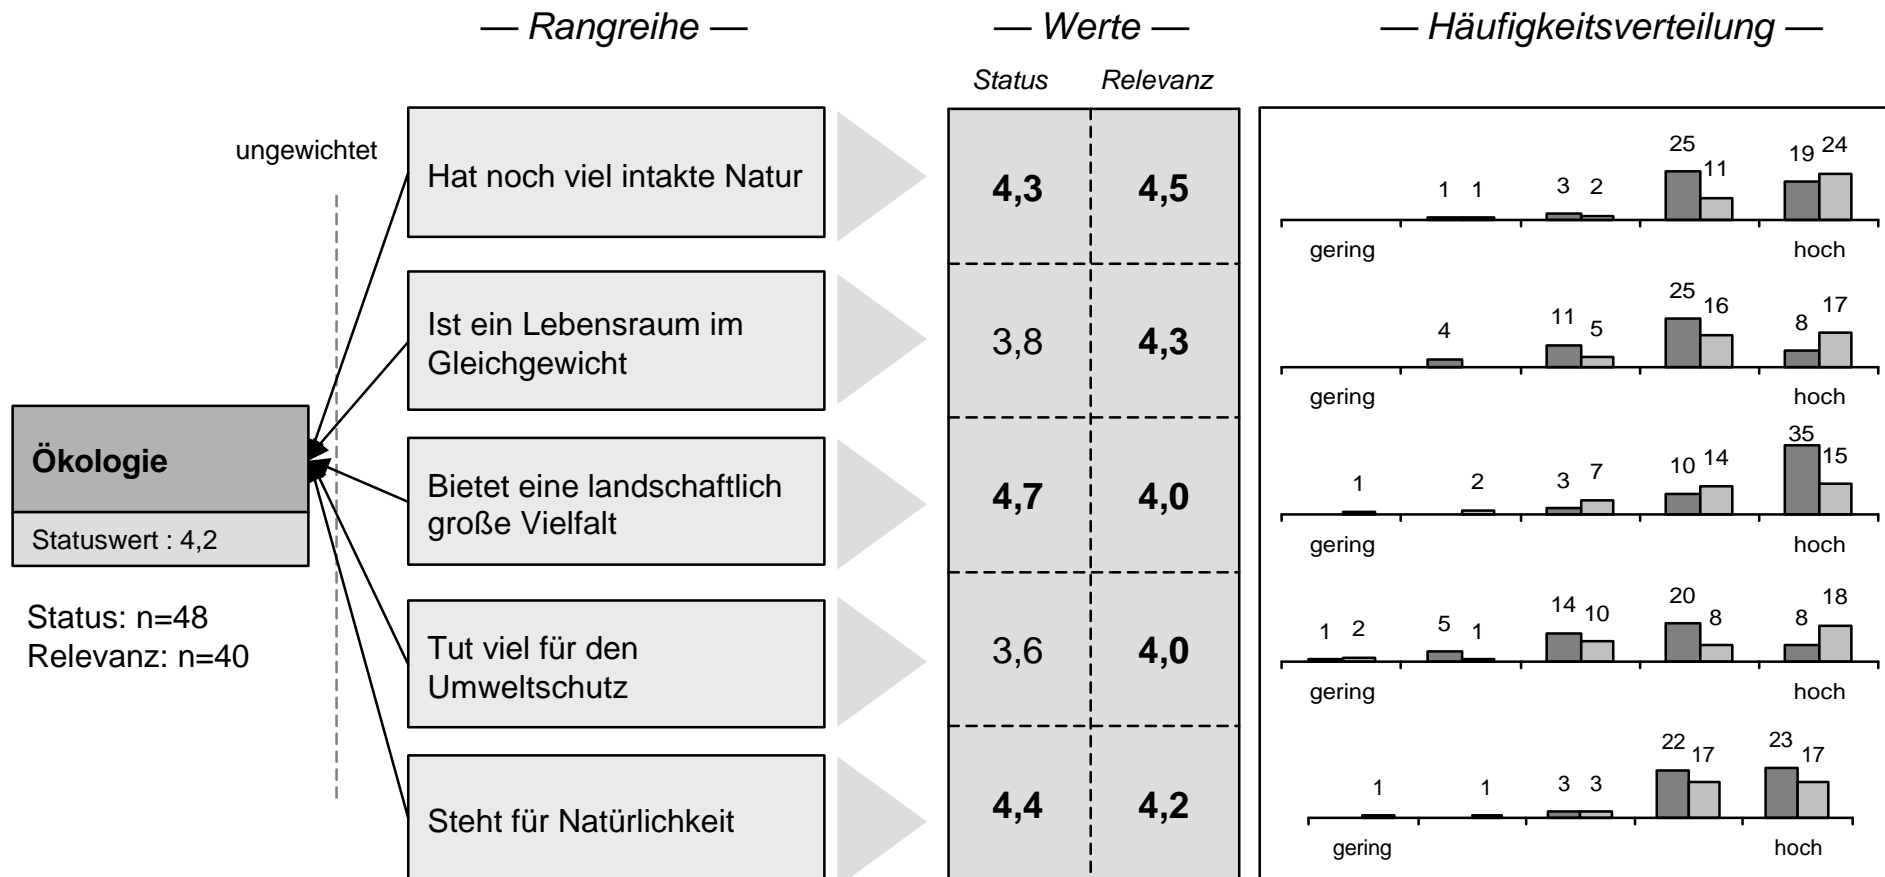 — Rangreihe —
— Werte —
— Häufigkeitsverteilung —
Status
Relevanz
ungewichtet
Hat noch viel intakte Natur
4,3
4,5
1 1 3 2 25 11 19 24
gering
hoch
Ist ein Lebensraum im
Gleichgewicht
3,8
4,3
4 11 5 25 16 8 17
gering
hoch
Ökologie
Statuswert : 4,2
Status: n=48
Relevanz: n=40
Bietet eine landschaftlich
große Vielfalt
4,7
4,0
1 2 3 7 10 14 35 15
gering
hoch
Tut viel für den
Umweltschutz
3,6
4,0
1 2 5 1 14 10 20 8 8 18
gering
hoch
Steht für Natürlichkeit
4,4
4,2
1 1 3 3 22 17 23 17
gering
hoch